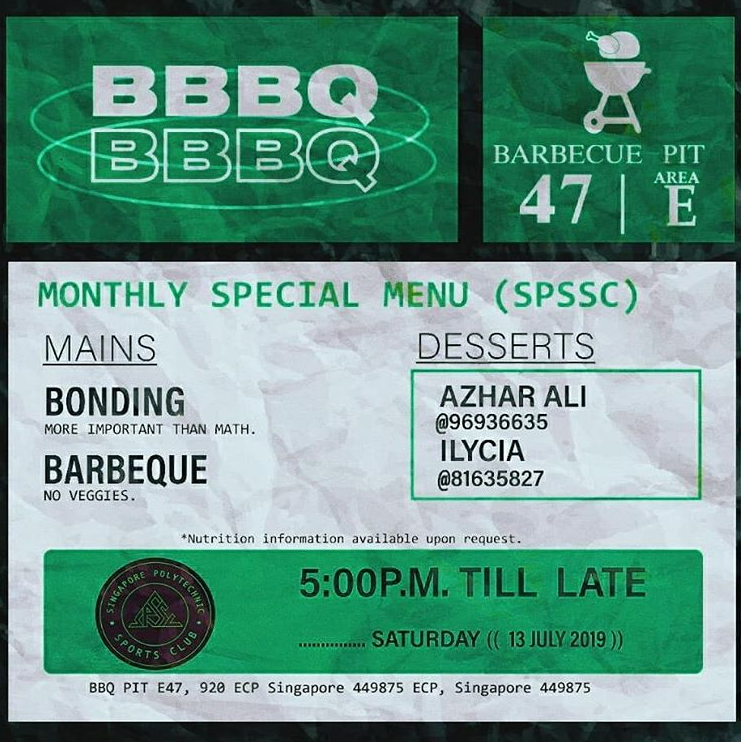 BBBQ
BBBQ
BARBECUE PIT
47 | AREA E
MONTHLY SPECIAL MENU (SPSSC)
MAINS
BONDING
MORE IMPORTANT THAN MATH.
BARBEQUE
NO VEGGIES.
DESSERTS
AZHAR ALI
@96936635
ILYCIA
@81635827
*Nutrition information available upon request.
SINGAPORE POLYTECHNIC
SPORTS CLUB
5:00P.M. TILL LATE
............... SATURDAY (( 13 JULY 2019 ))
BBQ PIT E47, 920 ECP Singapore 449875 ECP, Singapore 449875